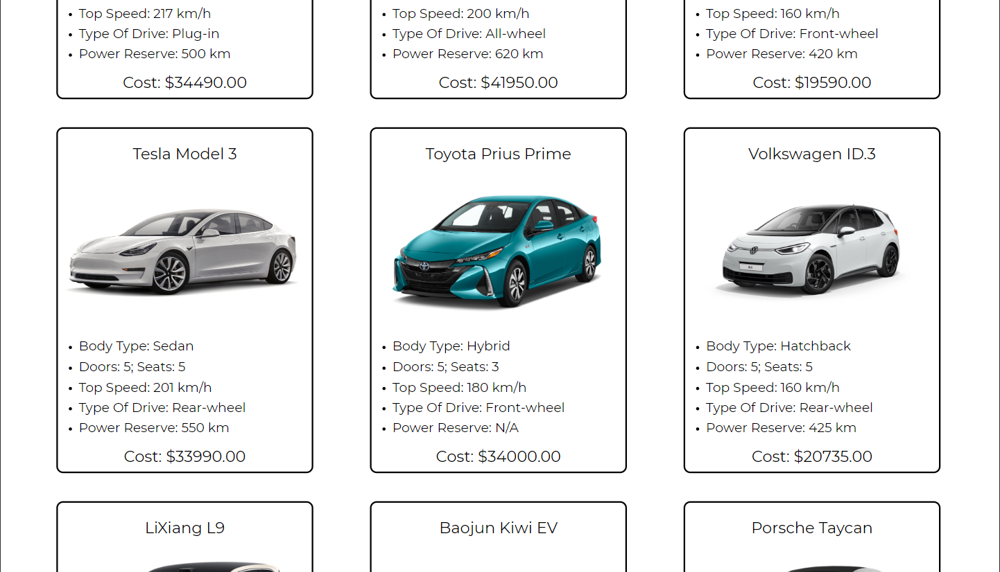 • Top Speed: 217 km/h
• Type Of Drive: Plug-in
• Power Reserve: 500 km
Cost: $34490.00
• Top Speed: 200 km/h
• Type Of Drive: All-wheel
• Power Reserve: 620 km
Cost: $41950.00
• Top Speed: 160 km/h
• Type Of Drive: Front-wheel
• Power Reserve: 420 km
Cost: $19590.00
Tesla Model 3
• Body Type: Sedan
• Doors: 5; Seats: 5
• Top Speed: 201 km/h
• Type Of Drive: Rear-wheel
• Power Reserve: 550 km
Cost: $33990.00
Toyota Prius Prime
• Body Type: Hybrid
• Doors: 5; Seats: 3
• Top Speed: 180 km/h
• Type Of Drive: Front-wheel
• Power Reserve: N/A
Cost: $34000.00
Volkswagen ID.3
• Body Type: Hatchback
• Doors: 5; Seats: 5
• Top Speed: 160 km/h
• Type Of Drive: Rear-wheel
• Power Reserve: 425 km
Cost: $20735.00
LiXiang L9
Baojun Kiwi EV
Porsche Taycan